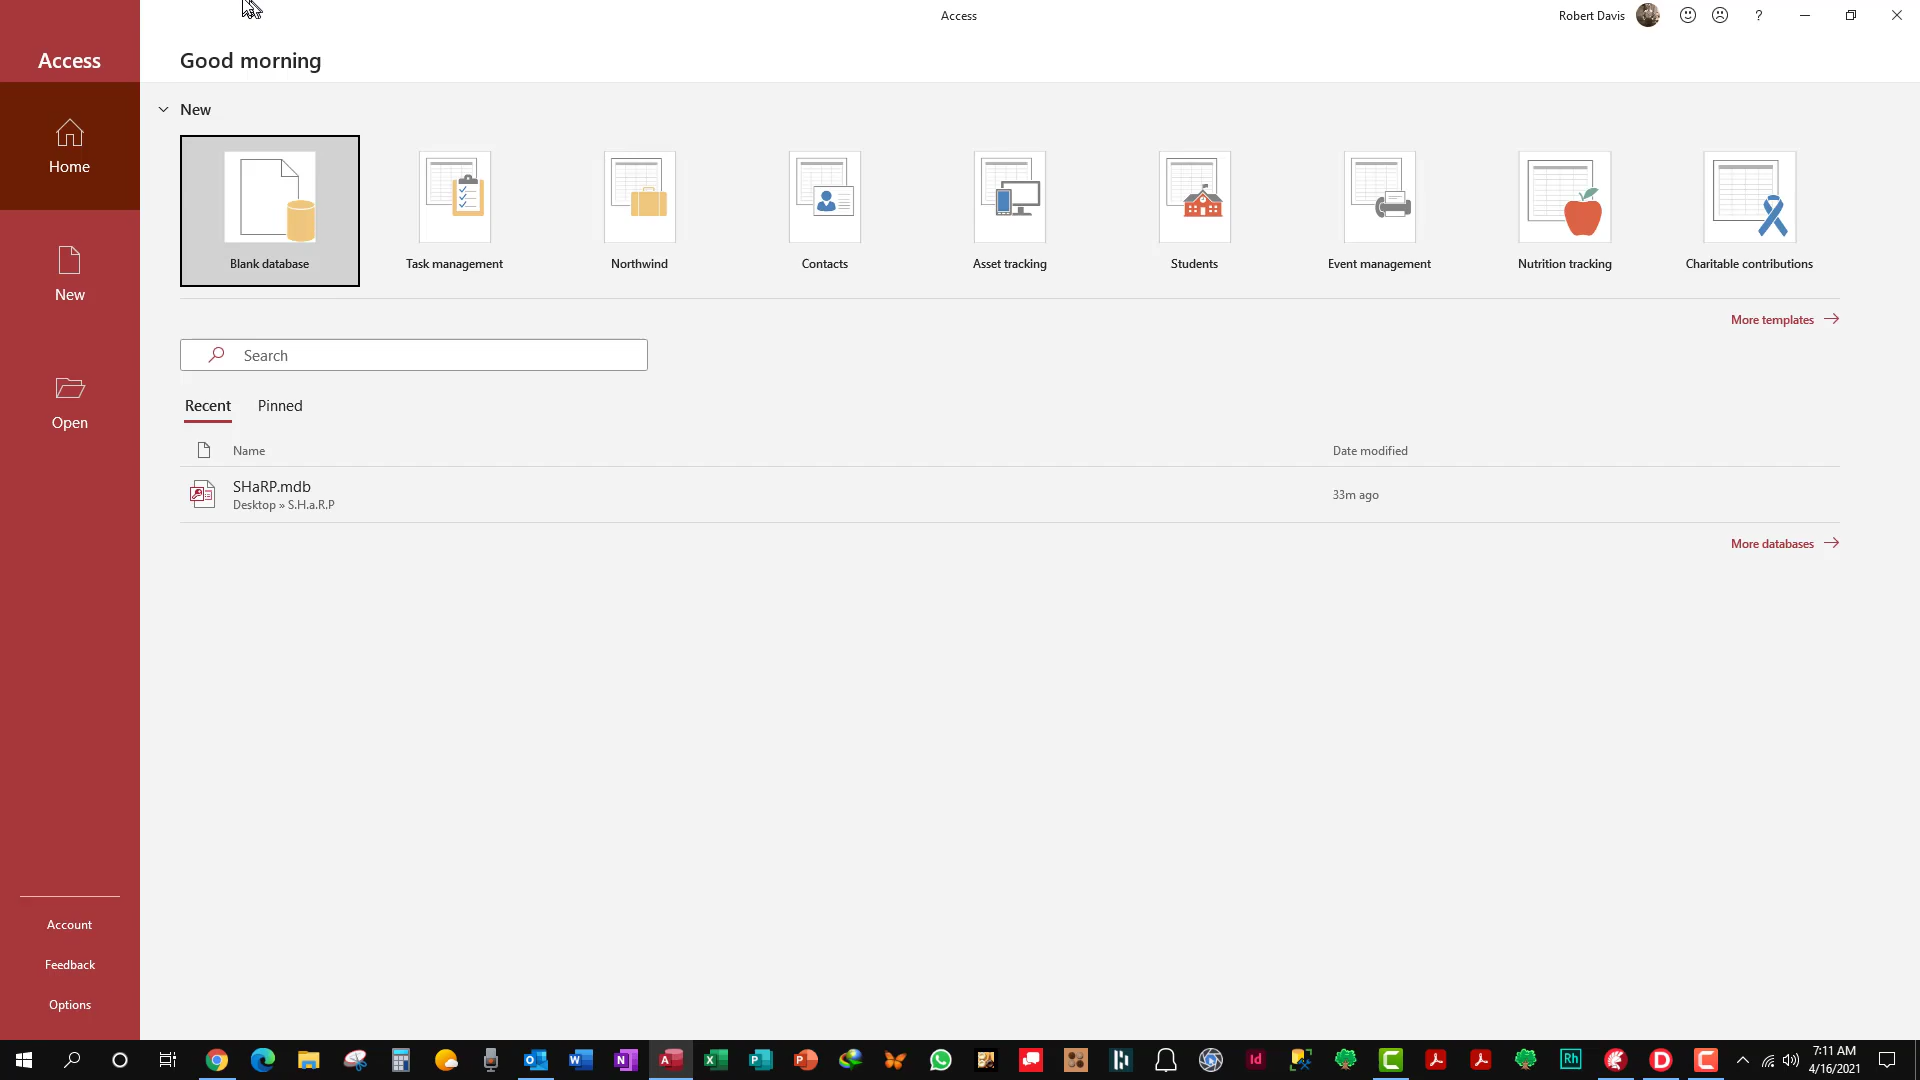 Access
Robert Davis
?
Access
Good morning
Home
New
Open
New
Blank database
Task management
Northwind
Contacts
Asset tracking
Students
Event management
Nutrition tracking
Charitable contributions
More templates
Search
Recent
Pinned
Name
Date modified
SHaRP.mdb
Desktop » S.H.a.R.P
33m ago
More databases
Account
Feedback
Options
7:11 AM
4/16/2021